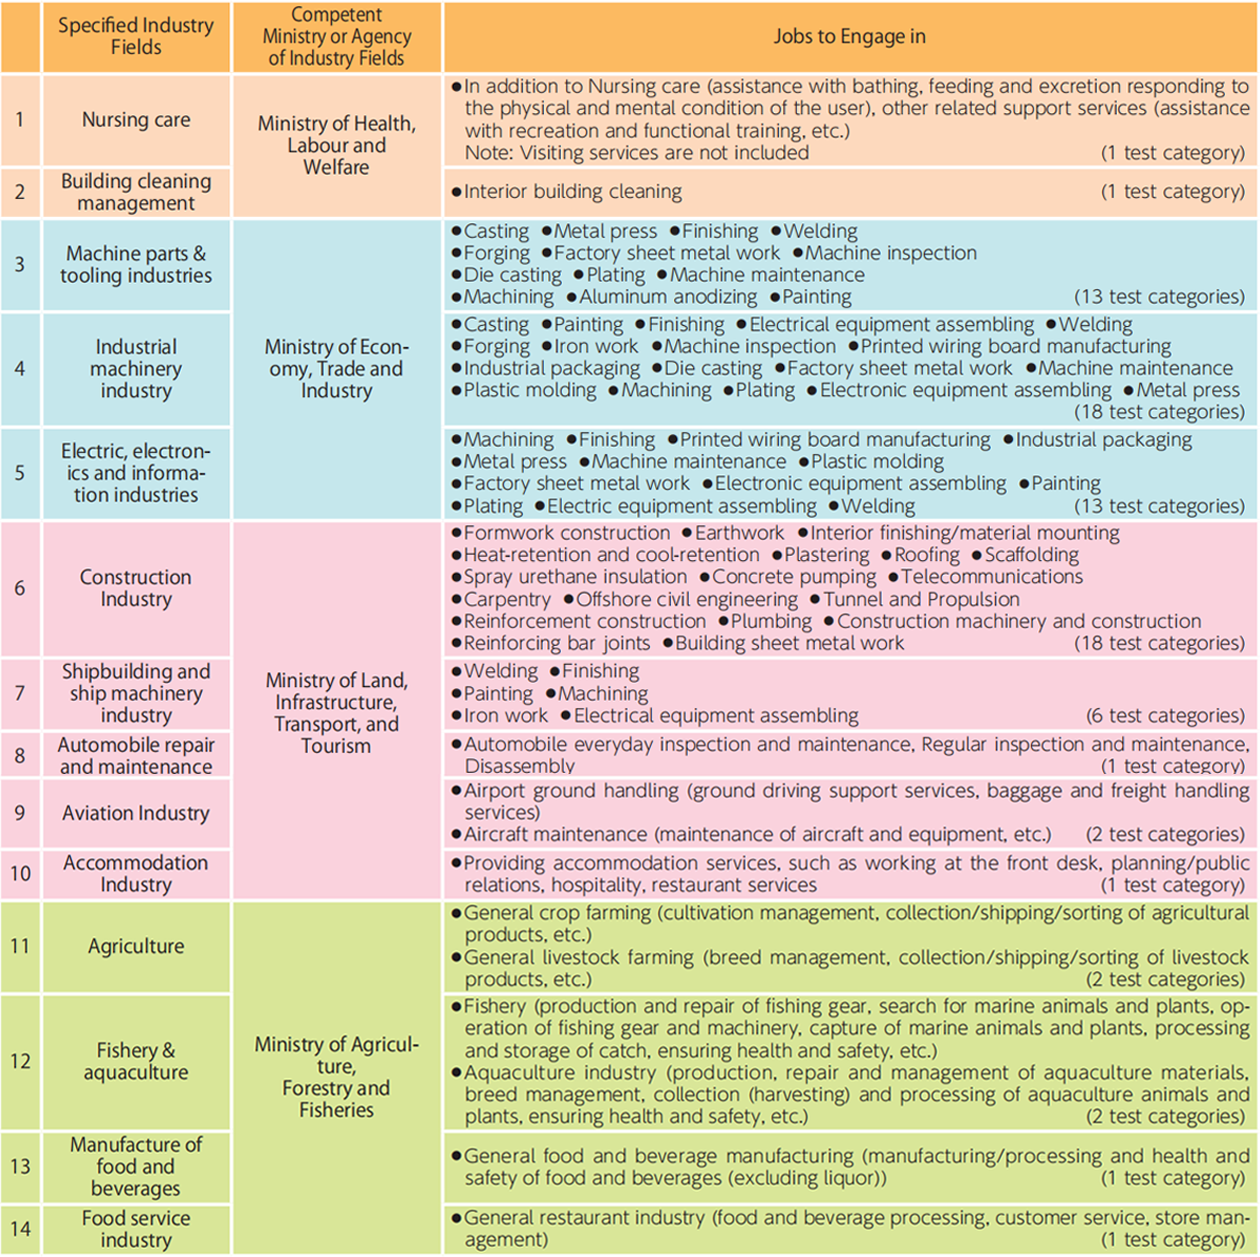 Specified Industry
Fields
Competent
Ministry or Agency
of Industry Fields
Jobs to Engage in
1
Nursing care
Ministry of Health,
Labour and
Welfare
●In addition to Nursing care (assistance with bathing, feeding and excretion responding to
the physical and mental condition of the user), other related support services (assistance
with recreation and functional training, etc.)
Note: Visiting services are not included (1 test category)
2
Building cleaning
management
●Interior building cleaning (1 test category)
3
Machine parts &
tooling industries
Ministry of Econ-
omy, Trade and
Industry
●Casting ●Metal press ●Finishing ●Welding
●Forging ●Factory sheet metal work ●Machine inspection
●Die casting ●Plating ●Machine maintenance
●Machining ●Aluminum anodizing ●Painting (13 test categories)
4
Industrial
machinery
industry
●Casting ●Painting ●Finishing ●Electrical equipment assembling ●Welding
●Forging ●Iron work ●Machine inspection ●Printed wiring board manufacturing
●Industrial packaging ●Die casting ●Factory sheet metal work ●Machine maintenance
●Plastic molding ●Machining ●Plating ●Electronic equipment assembling ●Metal press
(18 test categories)
5
Electric, electron-
ics and informa-
tion industries
●Machining ●Finishing ●Printed wiring board manufacturing ●Industrial packaging
●Metal press ●Machine maintenance ●Plastic molding
●Factory sheet metal work ●Electronic equipment assembling ●Painting
●Plating ●Electric equipment assembling ●Welding (13 test categories)
6
Construction
Industry
Ministry of Land,
Infrastructure,
Transport, and
Tourism
●Formwork construction ●Earthwork ●Interior finishing/material mounting
●Heat-retention and cool-retention ●Plastering ●Roofing ●Scaffolding
●Spray urethane insulation ●Concrete pumping ●Telecommunications
●Carpentry ●Offshore civil engineering ●Tunnel and Propulsion
●Reinforcement construction ●Plumbing ●Construction machinery and construction
●Reinforcing bar joints ●Building sheet metal work (18 test categories)
7
Shipbuilding and
ship machinery
industry
●Welding ●Finishing
●Painting ●Machining
●Iron work ●Electrical equipment assembling (6 test categories)
8
Automobile repair
and maintenance
●Automobile everyday inspection and maintenance, Regular inspection and maintenance,
Disassembly (1 test category)
9
Aviation Industry
●Airport ground handling (ground driving support services, baggage and freight handling
services)
●Aircraft maintenance (maintenance of aircraft and equipment, etc.) (2 test categories)
10
Accommodation
Industry
●Providing accommodation services, such as working at the front desk, planning/public
relations, hospitality, restaurant services (1 test category)
11
Agriculture
Ministry of Agricul-
ture,
Forestry and
Fisheries
●General crop farming (cultivation management, collection/shipping/sorting of agricultural
products, etc.)
●General livestock farming (breed management, collection/shipping/sorting of livestock
products, etc.) (2 test categories)
12
Fishery &
aquaculture
●Fishery (production and repair of fishing gear, search for marine animals and plants, op-
eration of fishing gear and machinery, capture of marine animals and plants, processing
and storage of catch, ensuring health and safety, etc.)
●Aquaculture industry (production, repair and management of aquaculture materials,
breed management, collection (harvesting) and processing of aquaculture animals and
plants, ensuring health and safety, etc.) (2 test categories)
13
Manufacture of
food and
beverages
●General food and beverage manufacturing (manufacturing/processing and health and
safety of food and beverages (excluding liquor)) (1 test category)
14
Food service
industry
●General restaurant industry (food and beverage processing, customer service, store man-
agement) (1 test category)